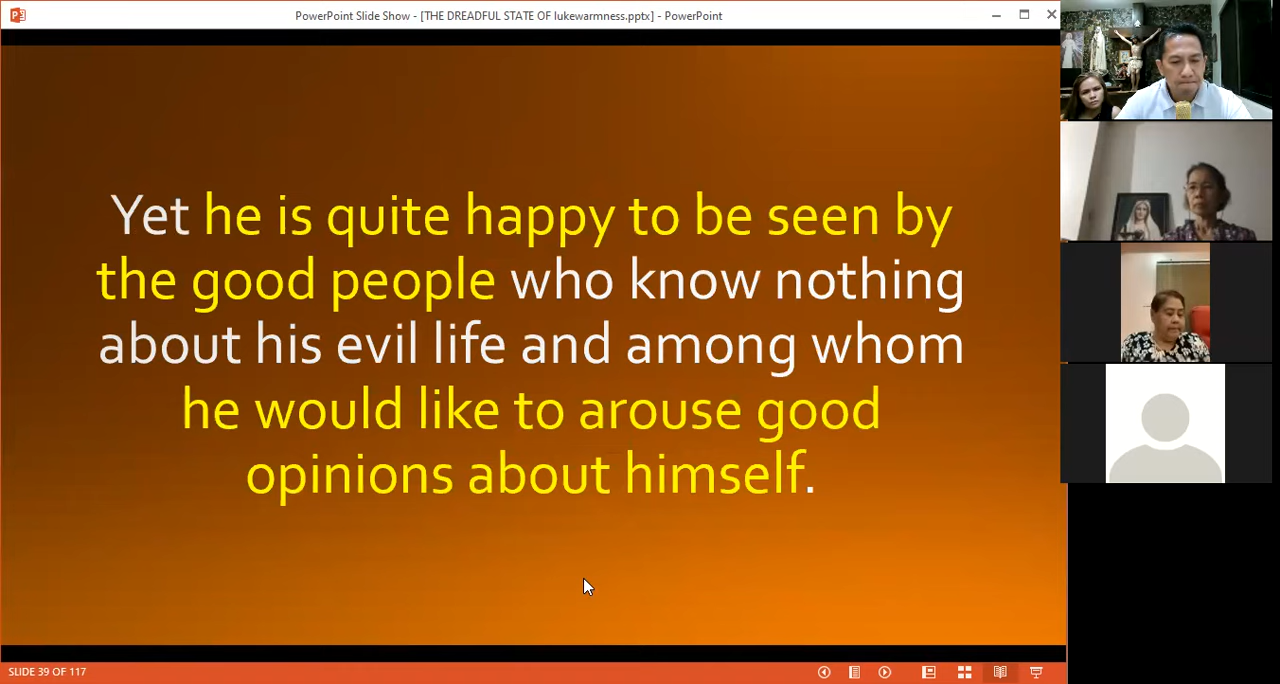 PowerPoint Slide Show - [THE DREADFUL STATE OF lukewarmness.pptx] - PowerPoint
Yet he is quite happy to be seen by
the good people who know nothing
about his evil life and among whom
he would like to arouse good
opinions about himself.
SLIDE 39 OF 117